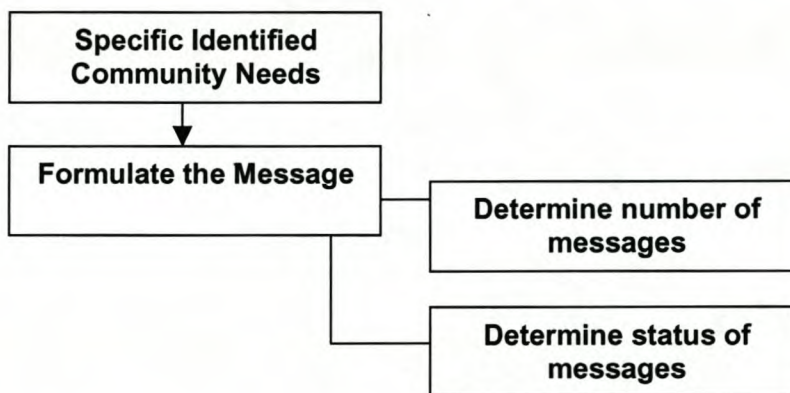 Specific Identified
Community Needs
Formulate the Message
Determine number of
messages
Determine status of
messages